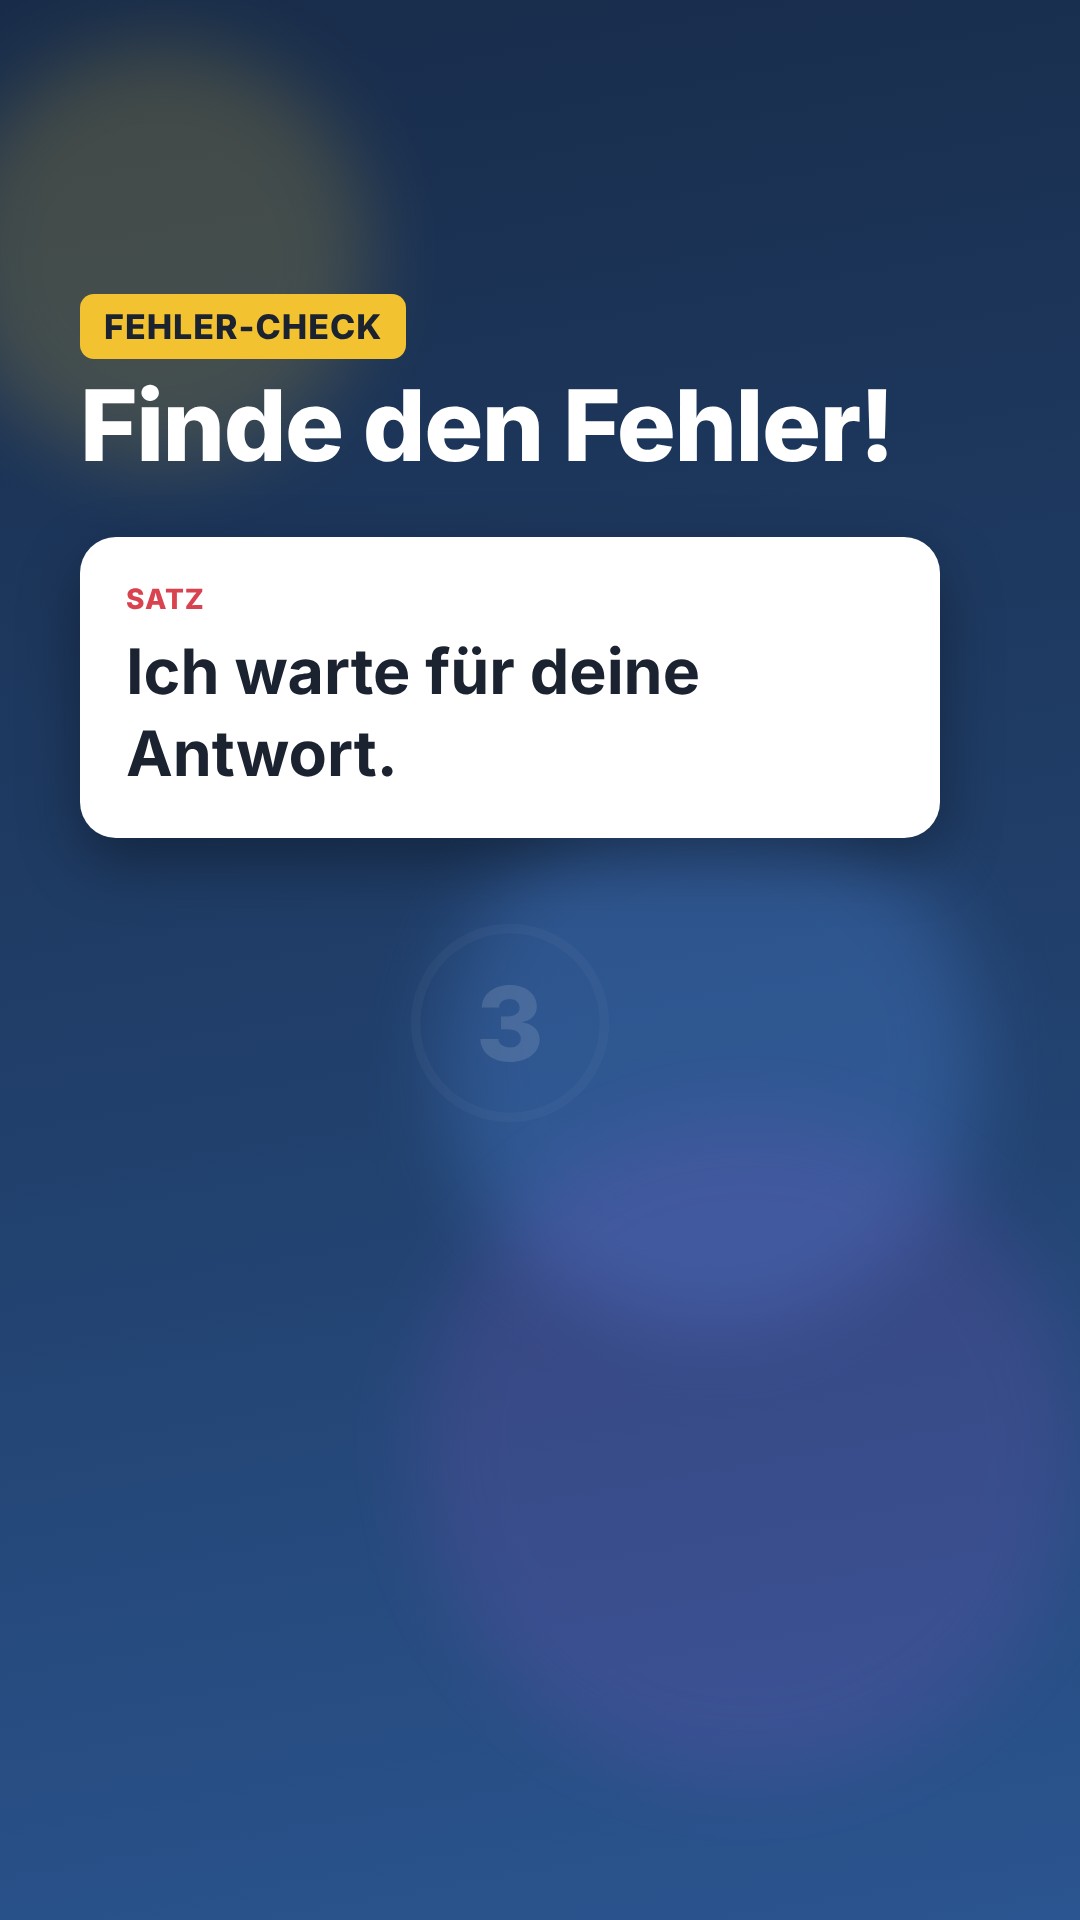 FEHLER-CHECK
Finde den Fehler!
SATZ
Ich warte für deine
Antwort.
3